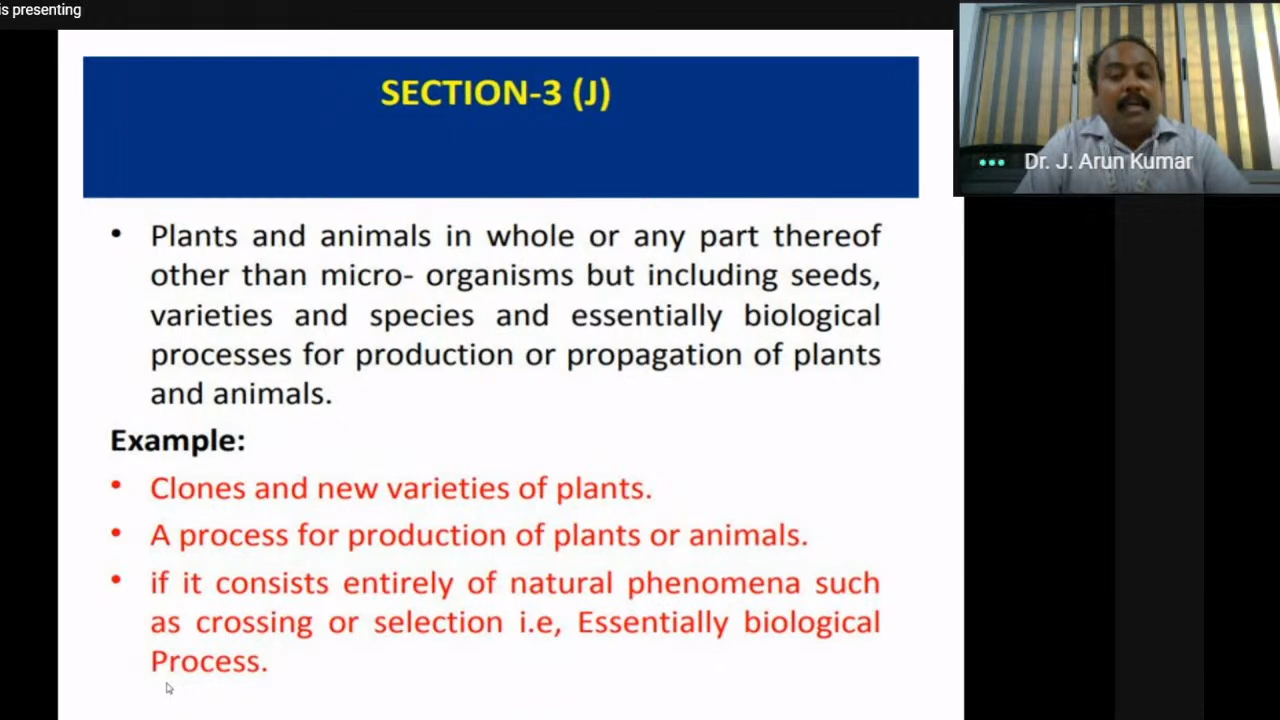 is presenting
SECTION-3 (J)
Dr. J. Arun Kumar
• Plants and animals in whole or any part thereof
other than micro- organisms but including seeds,
varieties and species and essentially biological
processes for production or propagation of plants
and animals.
Example:
• Clones and new varieties of plants.
• A process for production of plants or animals.
• if it consists entirely of natural phenomena such
as crossing or selection i.e, Essentially biological
Process.